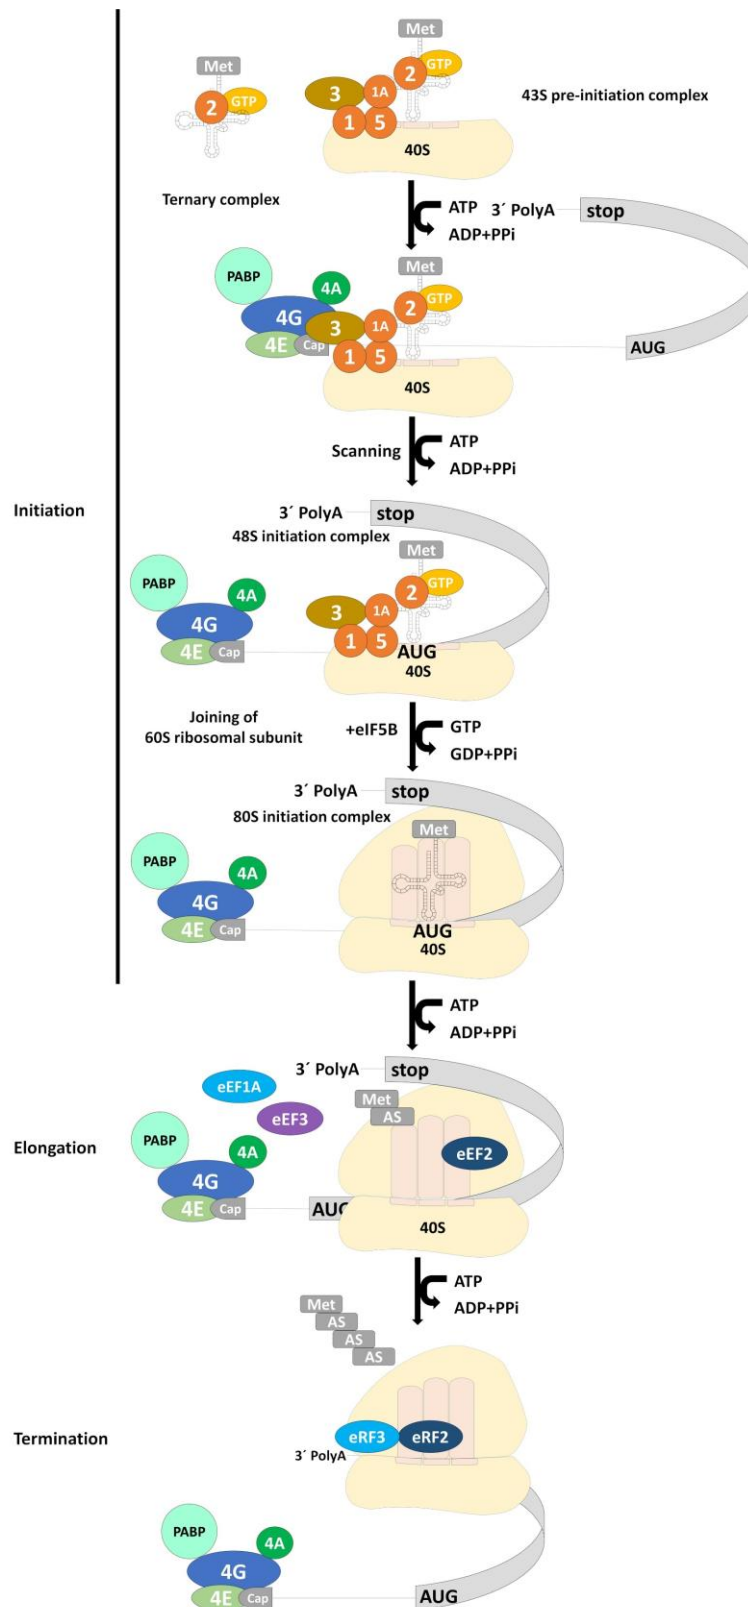 Met
2
GTP
Ternary complex
Met
2
GTP
3
1A
1
5
40S
43S pre-initiation complex
ATP
ADP+PPi
3´ PolyA
stop
AUG
PABP
4A
4G
4E
Cap
3
1A
2
GTP
Met
1
5
40S
Scanning
ATP
ADP+PPi
Initiation
3´ PolyA
stop
48S initiation complex
Met
PABP
4A
4G
4E
Cap
3
1A
2
GTP
1
5
AUG
40S
Joining of
60S ribosomal subunit
+eIF5B
GTP
GDP+PPi
3´ PolyA
stop
80S initiation complex
Met
PABP
4A
4G
4E
Cap
AUG
40S
ATP
ADP+PPi
3´ PolyA
stop
eEF1A
eEF3
Met
AS
Elongation
PABP
4A
4G
4E
Cap
eEF2
AUG
40S
ATP
ADP+PPi
Met
AS
AS
AS
Termination
eRF3
eRF2
3´ PolyA
PABP
4A
4G
4E
Cap
AUG